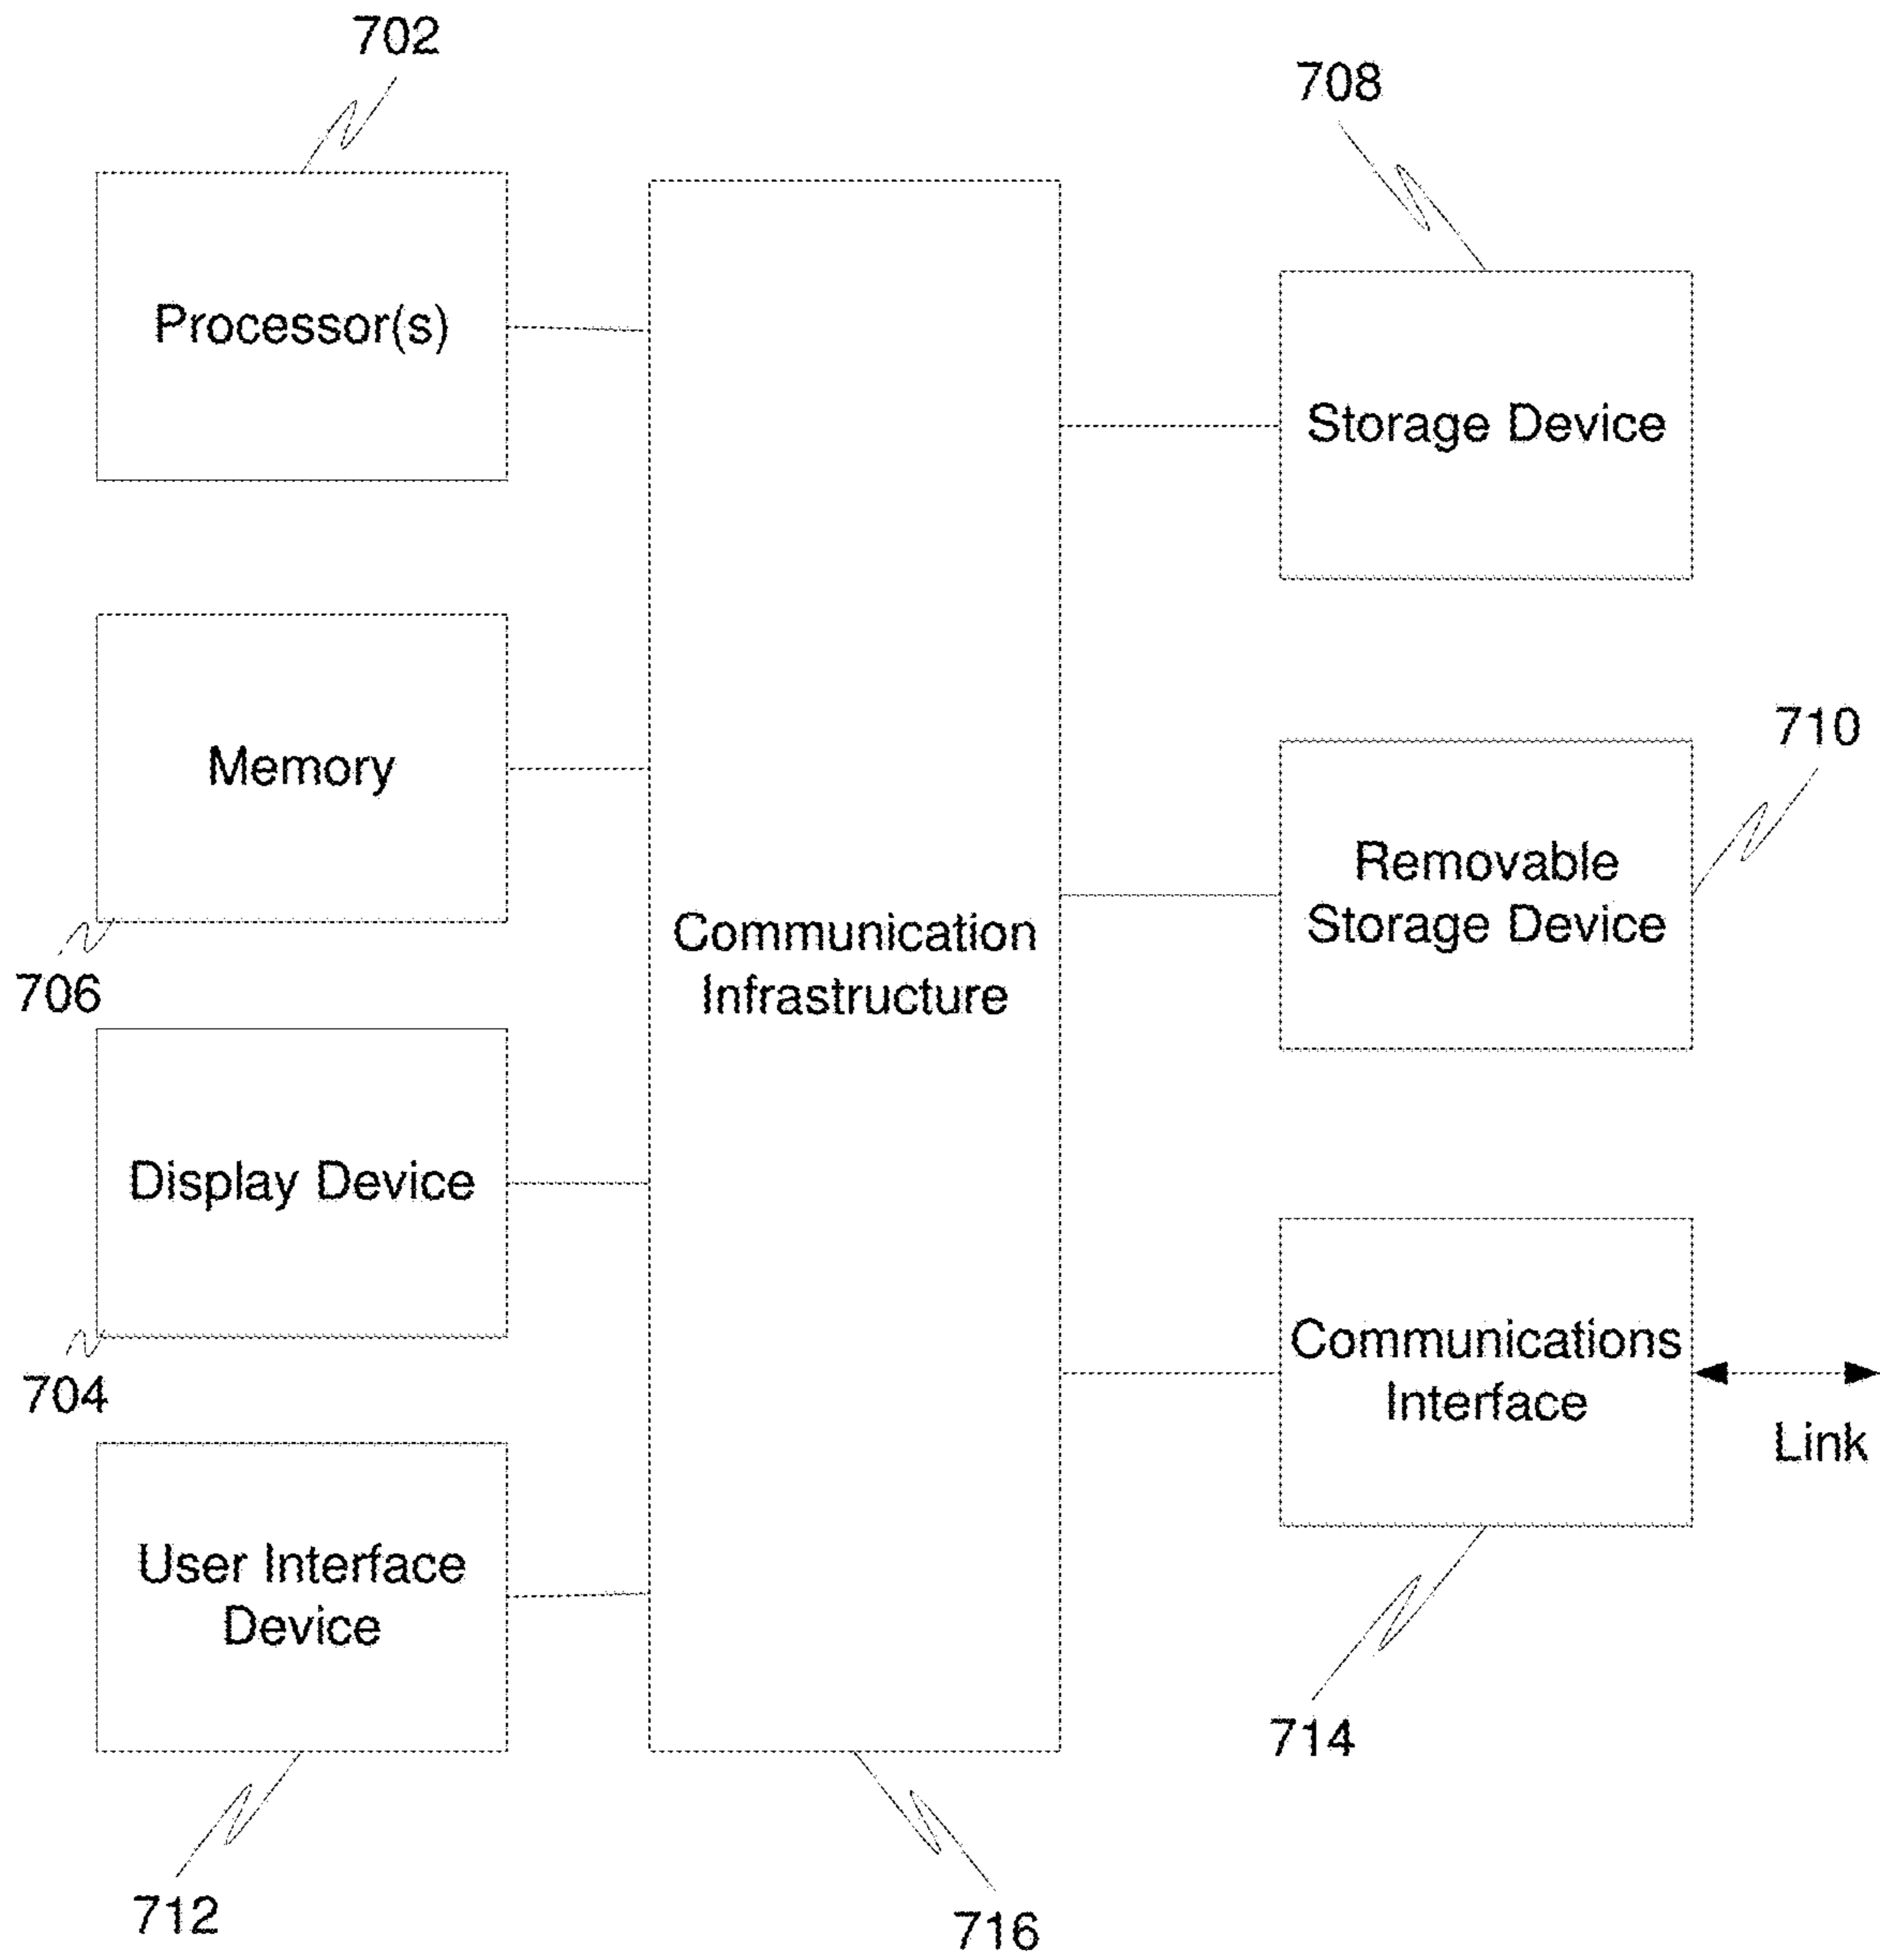 702
708
Processor(s)
Storage Device
Memory
710
Removable
Storage Device
706
Communication
Infrastructure
Display Device
704
Communications
Interface
Link
User Interface
Device
714
712
716